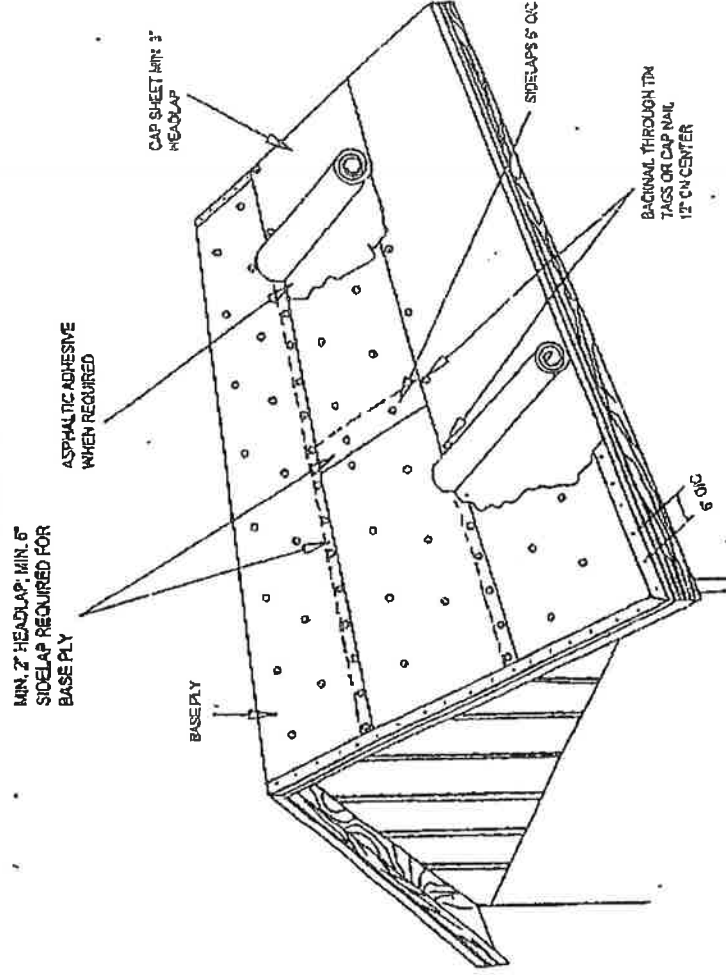 MIN. 2" HEADLAP; MIN. 6"
SIDELAP REQUIRED FOR
BASE PLY
ASPHALTIC ADHESIVE
WHEN REQUIRED
CAP SHEET MIN 3"
HEADLAP
BASE PLY
SIDELAPS 6" O/C
BACKNAIL THROUGH TIN
TAGS OR CAP NAIL
12" ON CENTER
6" O/C